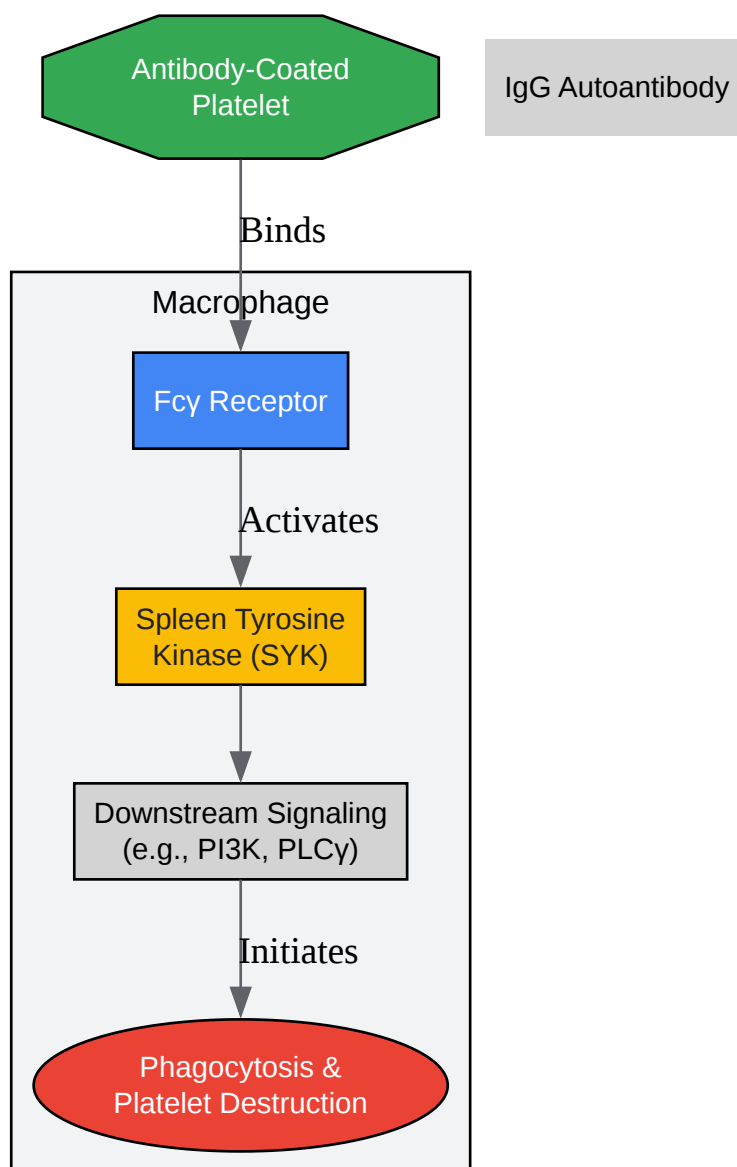 Antibody-Coated
Platelet
IgG Autoantibody
Binds
Macrophage
Fcγ Receptor
Activates
Spleen Tyrosine
Kinase (SYK)
Downstream Signaling
(e.g., PI3K, PLCγ)
Initiates
Phagocytosis &
Platelet Destruction